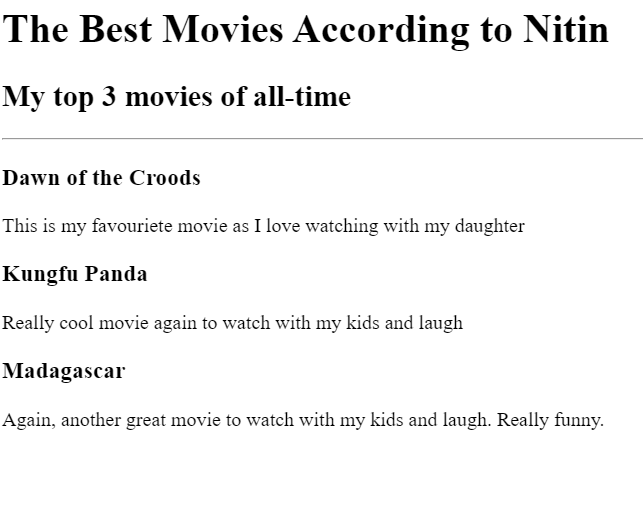 The Best Movies According to Nitin
My top 3 movies of all-time
Dawn of the Croods
This is my favouriete movie as I love watching with my daughter
Kungfu Panda
Really cool movie again to watch with my kids and laugh
Madagascar
Again, another great movie to watch with my kids and laugh. Really funny.